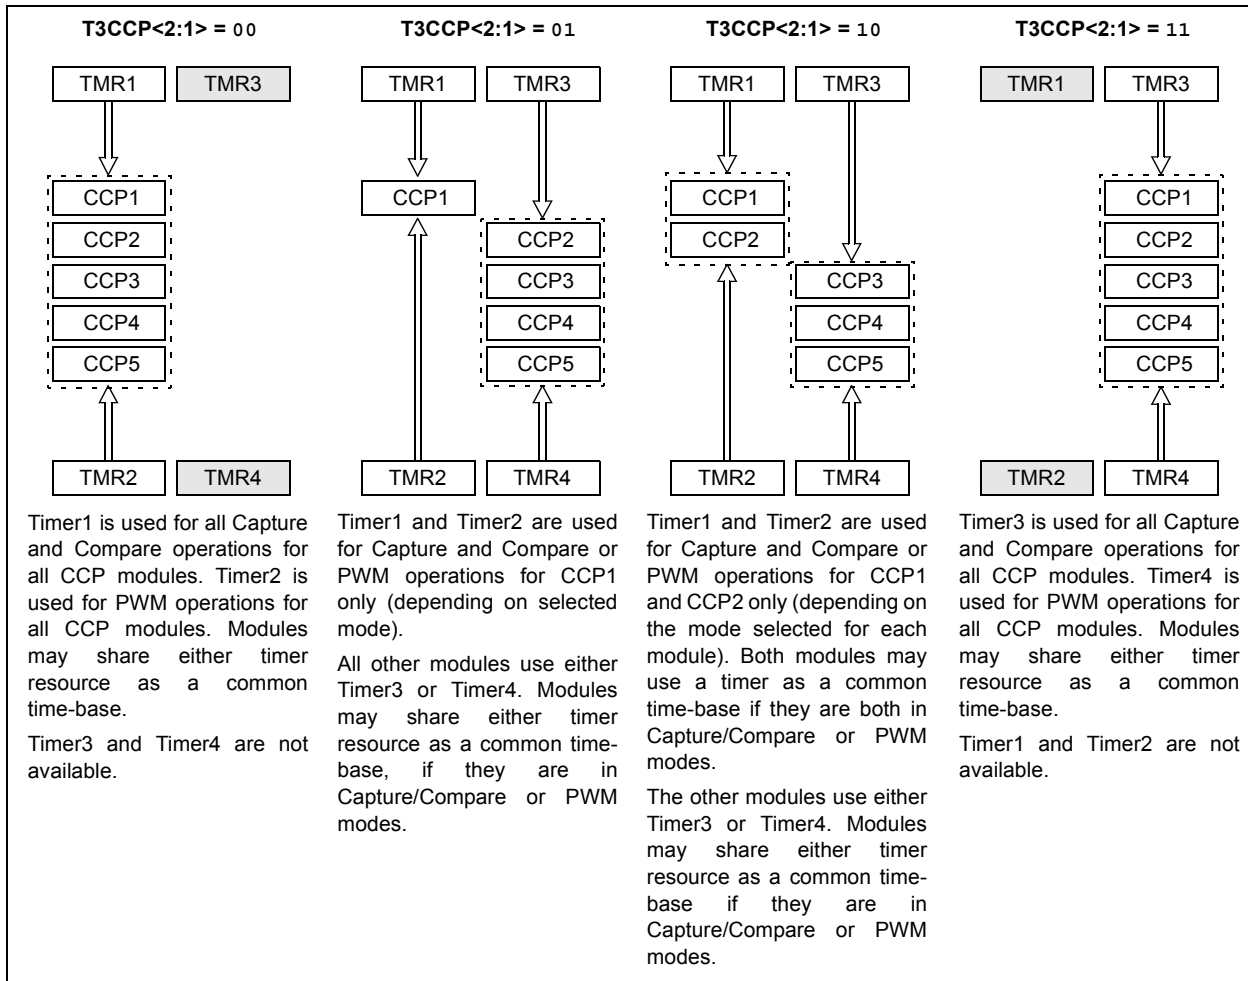 T3CCP<2:1> = 00
TMR1 TMR3
CCP1
CCP2
CCP3
CCP4
CCP5
TMR2 TMR4
Timer1 is used for all Capture
and Compare operations for
all CCP modules. Timer2 is
used for PWM operations for
all CCP modules. Modules
may share either timer
resource as a common
time-base.
Timer3 and Timer4 are not
available.
T3CCP<2:1> = 01
TMR1 TMR3
CCP1
CCP2
CCP3
CCP4
CCP5
TMR2 TMR4
Timer1 and Timer2 are used
for Capture and Compare or
PWM operations for CCP1
only (depending on selected
mode).
All other modules use either
Timer3 or Timer4. Modules
may share either timer
resource as a common time-
base, if they are in
Capture/Compare or PWM
modes.
T3CCP<2:1> = 10
TMR1 TMR3
CCP1
CCP2
CCP3
CCP4
CCP5
TMR2 TMR4
Timer1 and Timer2 are used
for Capture and Compare or
PWM operations for CCP1
and CCP2 only (depending on
the mode selected for each
module). Both modules may
use a timer as a common
time-base if they are both in
Capture/Compare or PWM
modes.
The other modules use either
Timer3 or Timer4. Modules
may share either timer
resource as a common time-
base if they are in
Capture/Compare or PWM
modes.
T3CCP<2:1> = 11
TMR1 TMR3
CCP1
CCP2
CCP3
CCP4
CCP5
TMR2 TMR4
Timer3 is used for all Capture
and Compare operations for
all CCP modules. Timer4 is
used for PWM operations for
all CCP modules. Modules
may share either timer
resource as a common
time-base.
Timer1 and Timer2 are not
available.